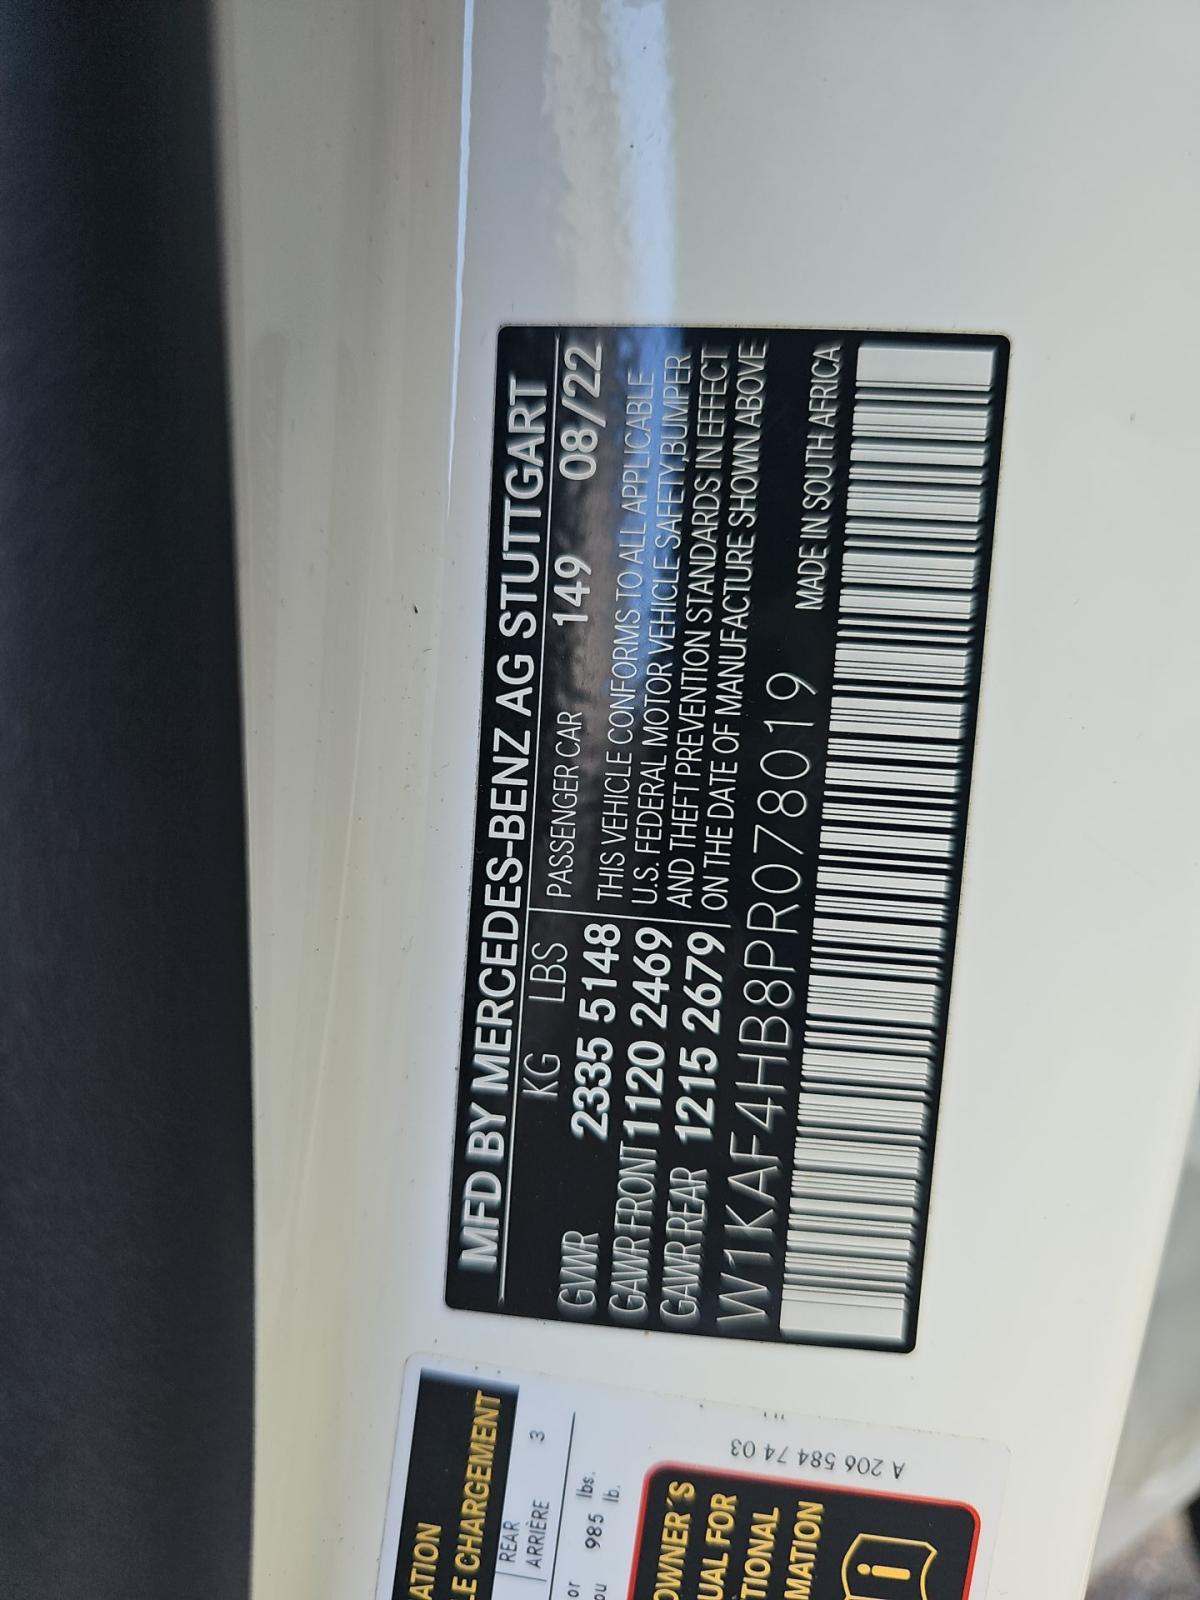 MFD BY MERCEDES-BENZ AG STUTTGART
KG LBS
GVWR 2335 5148
GAWR FRONT 1120 2469
GAWR REAR 1215 2679
PASSENGER CAR 149 08/22
THIS VEHICLE CONFORMS TO ALL APPLICABLE
U.S. FEDERAL MOTOR VEHICLE SAFETY,BUMPER
AND THEFT PREVENTION STANDARDS IN EFFECT
ON THE DATE OF MANUFACTURE SHOWN ABOVE
W1KAF4HB8PR078019
MADE IN SOUTH AFRICA
ATION
LE CHARGEMENT
REAR
ARRIÈRE 3
or lbs.
ou 985 lb.
A 206 584 74 03
OWNER'S
UAL FOR
TIONAL
MATION
i